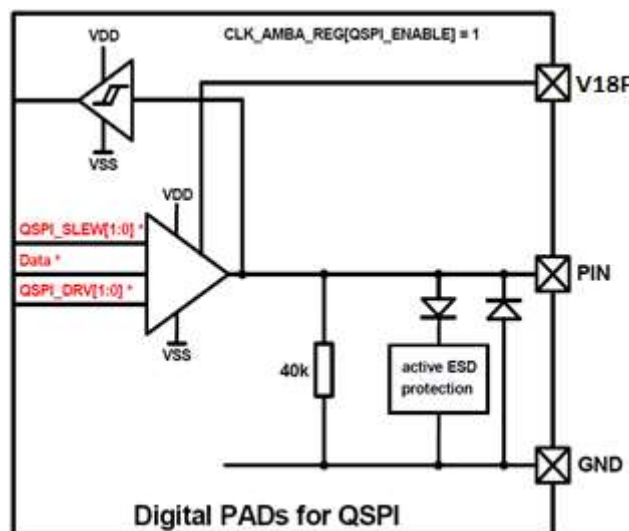 CLK_AMBA_REG[QSPI_ENABLE] = 1
VDD
V18F
VSS
VDD
QSPI_SLEW[1:0] *
Data *
QSPI_DRV[1:0] *
PIN
VSS
40k
active ESD
protection
GND
Digital PADs for QSPI